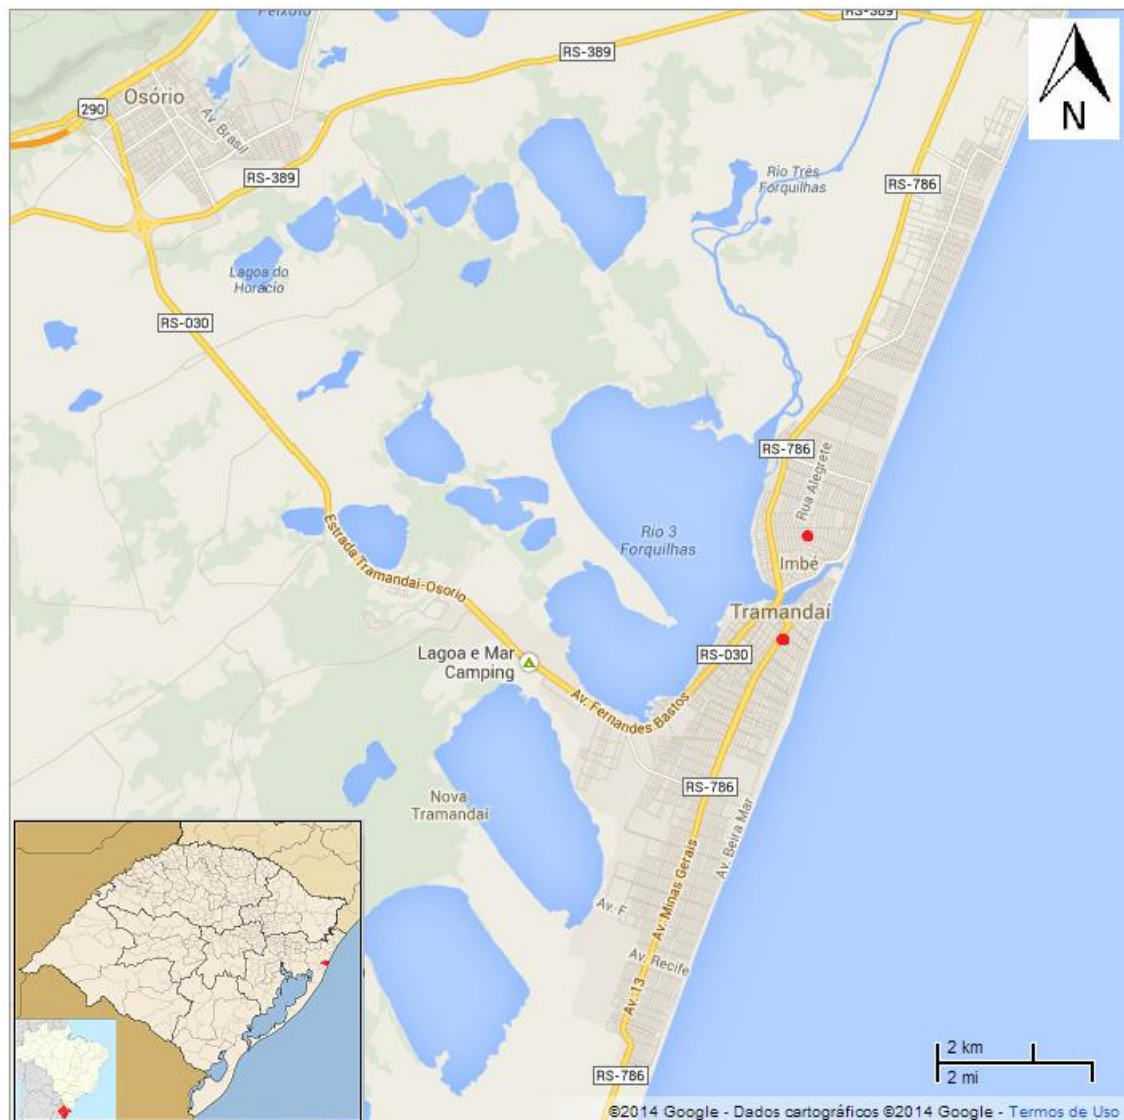 Peixoto
RS-389
RS-389
N
290
Osório
Av. Brasil
RS-389
Rio Três
Forquilhas
RS-786
Lagoa do
Horácio
RS-030
RS-786
Rua Alegrete
Estrada Tramandaí-Osorio
Rio 3
Forquilhas
Imbé
Tramandaí
Lagoa e Mar
Camping
RS-030
Av. Fernandes Bastos
RS-786
Nova
Tramandaí
Av. Beira Mar
Av. Minas Gerais
Av. F
Av. Recife
Av. 13
2 km
2 mi
RS-786
©2014 Google - Dados cartográficos ©2014 Google - Termos de Uso